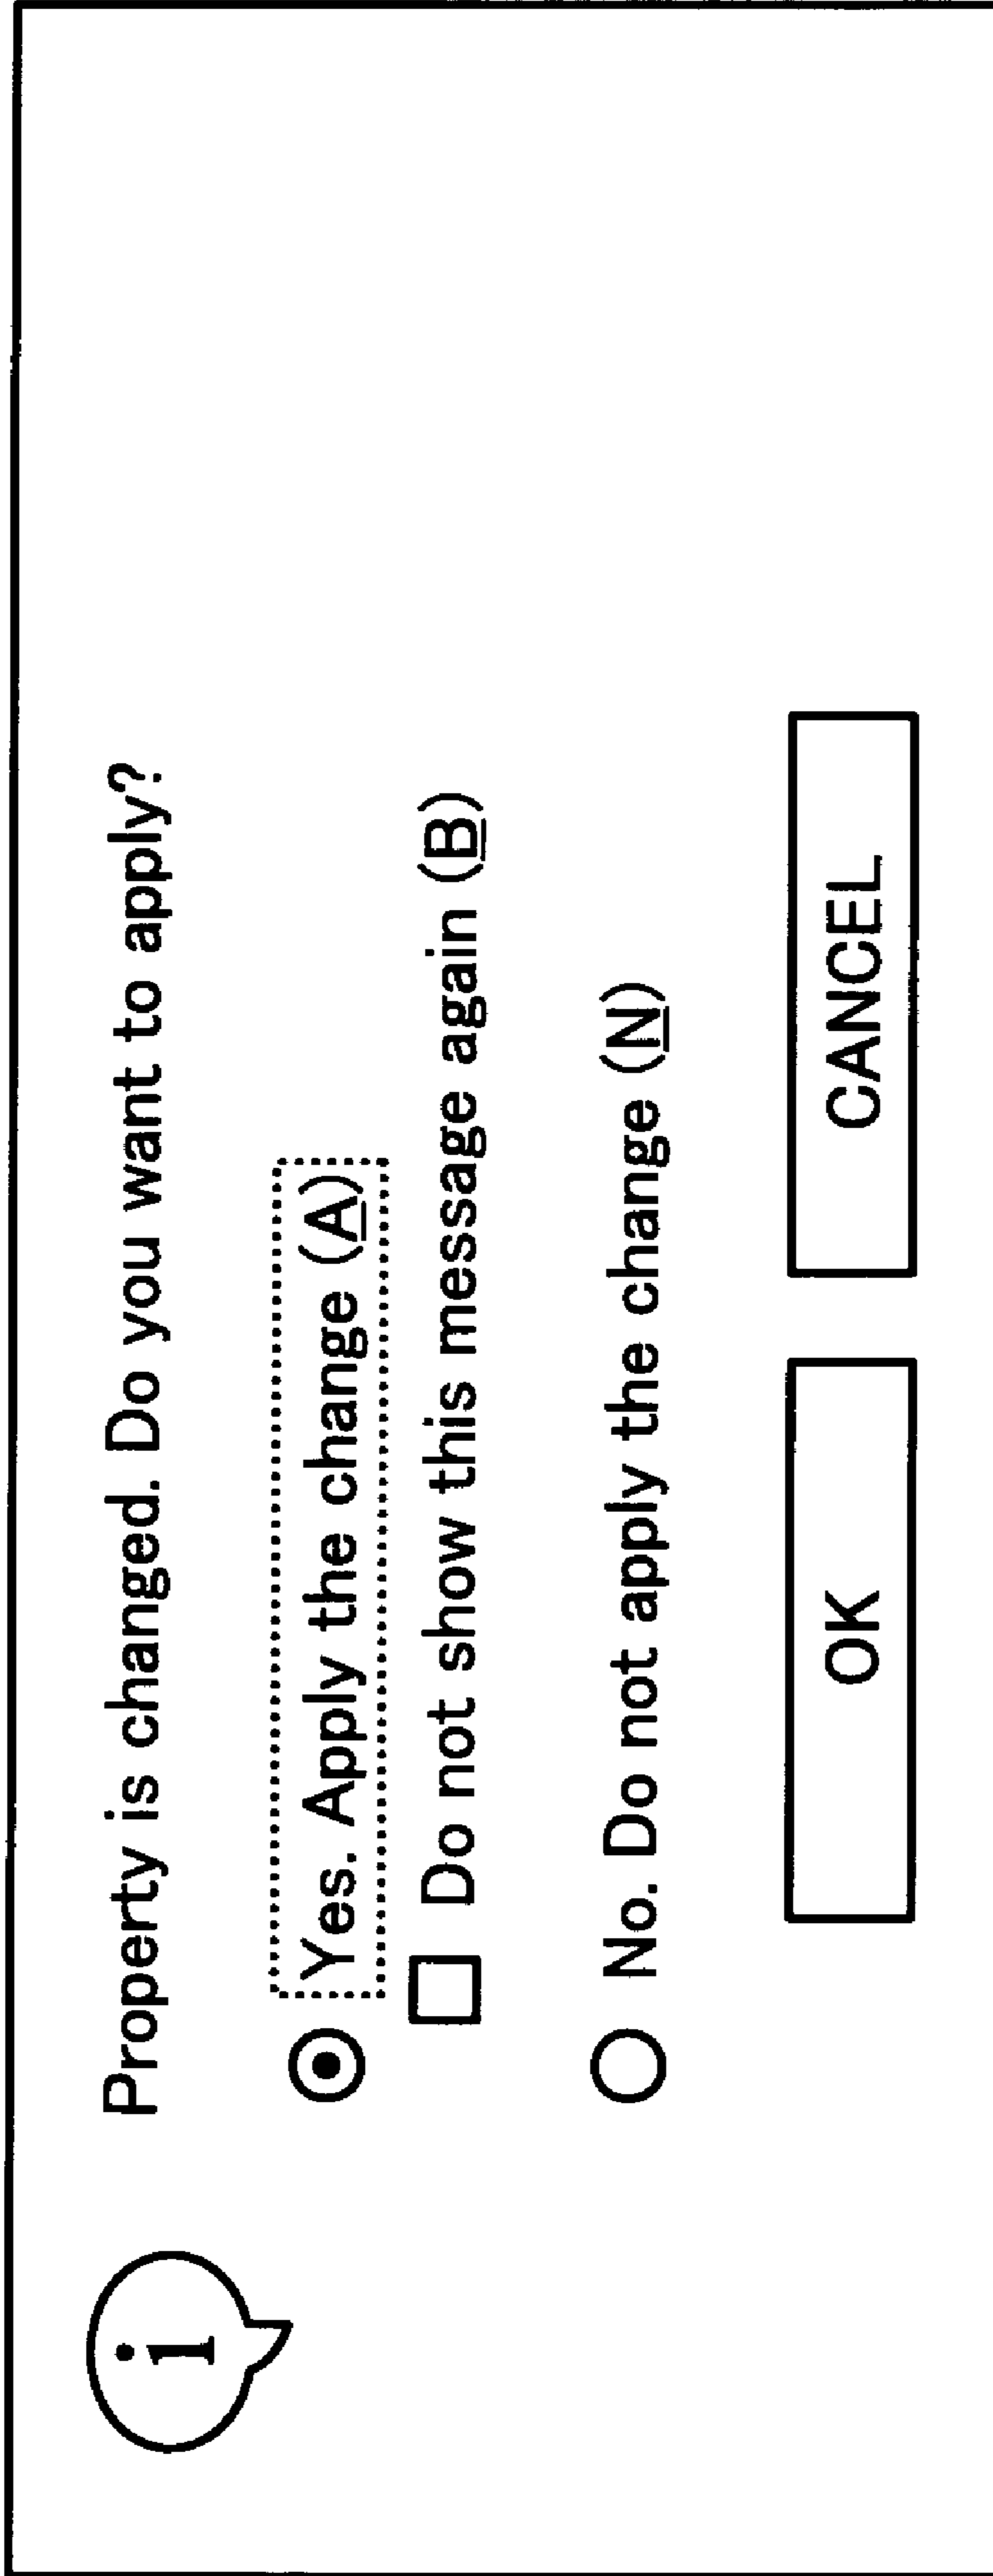 i
Property is changed. Do you want to apply?
Yes. Apply the change (A)
Do not show this message again (B)
No. Do not apply the change (N)
OK
CANCEL